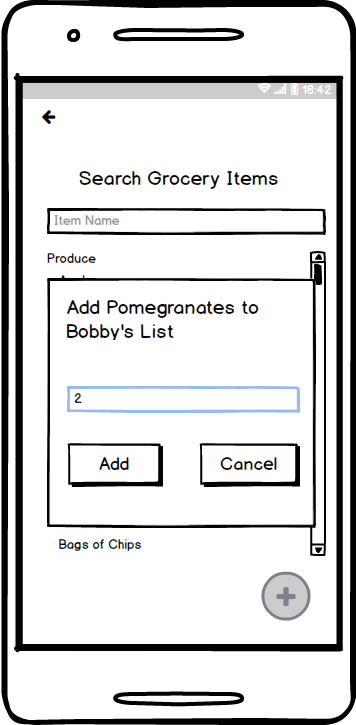 18:42
Search Grocery Items
Item Name
Produce
Add Pomegranates to
Bobby's List
2
Add
Cancel
Bags of Chips